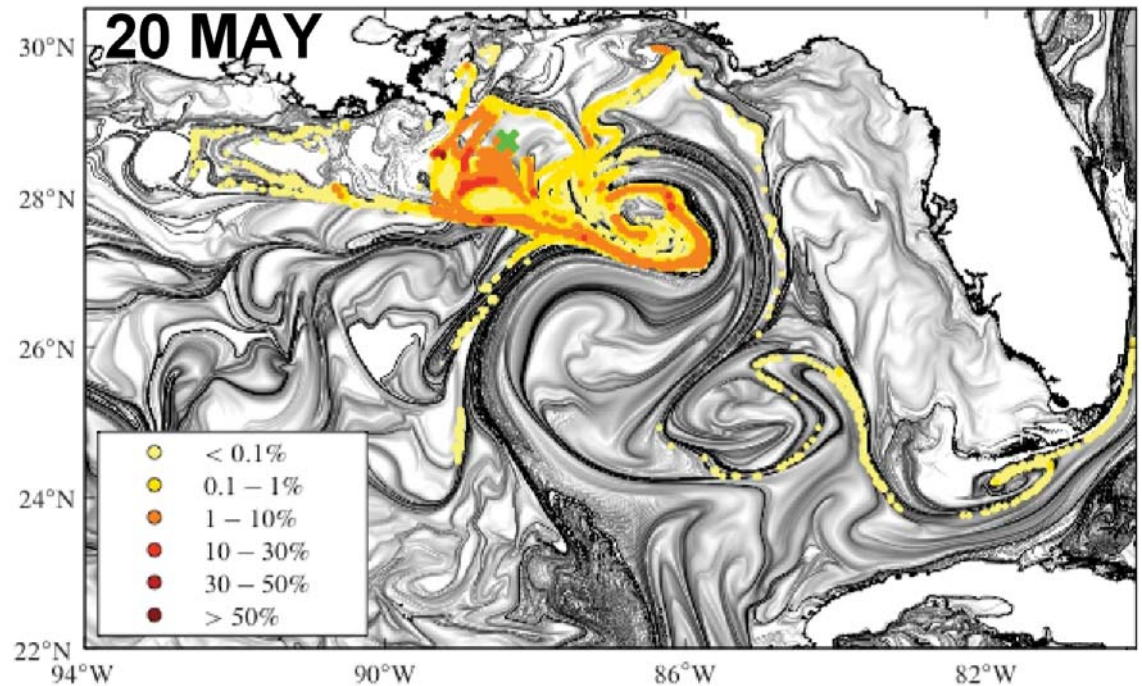 20 MAY
30°N
28°N
26°N
24°N
22°N
< 0.1%
0.1 – 1%
1 – 10%
10 – 30%
30 – 50%
> 50%
94°W 90°W 86°W 82°W